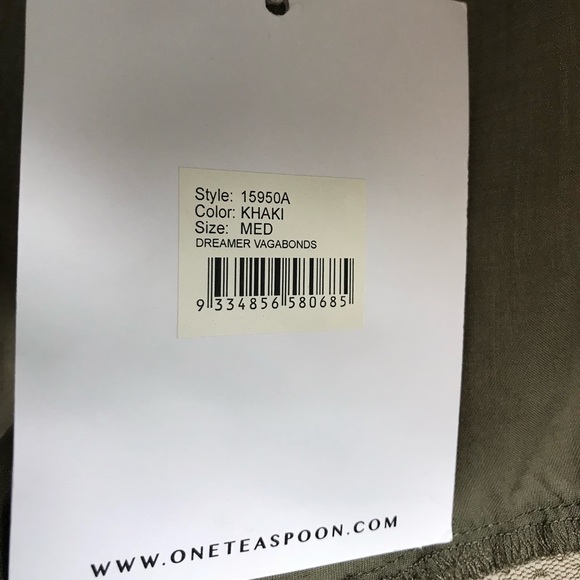 Style: 15950A
Color: KHAKI
Size: MED
DREAMER VAGABONDS
9 334856 580685
WWW.ONETEASPOON.COM